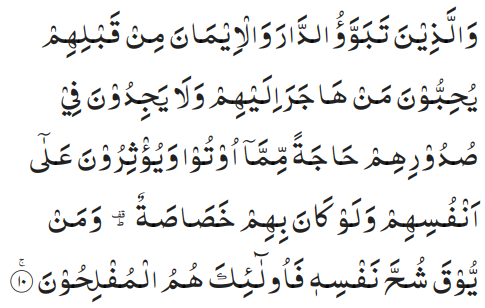 وَالَّذِيْنَ تَبَوَّؤُ الدَّارَ وَالْاِيْمَانَ مِنْ قَبْلِهِمْ
يُحِبُّوْنَ مَنْ هَاجَرَ اِلَيْهِمْ وَلَا يَجِدُوْنَ فِيْ
صُدُوْرِهِمْ حَاجَةً مِّمَّآ اُوْتُوْا وَيُؤْثِرُوْنَ عَلٰٓى
اَنْفُسِهِمْ وَلَوْ كَانَ بِهِمْ خَصَاصَةٌ ۗ وَمَنْ
يُّوْقَ شُحَّ نَفْسِهٖ فَاُولٰۤىِٕكَ هُمُ الْمُفْلِحُوْنَ ۚ ١٠